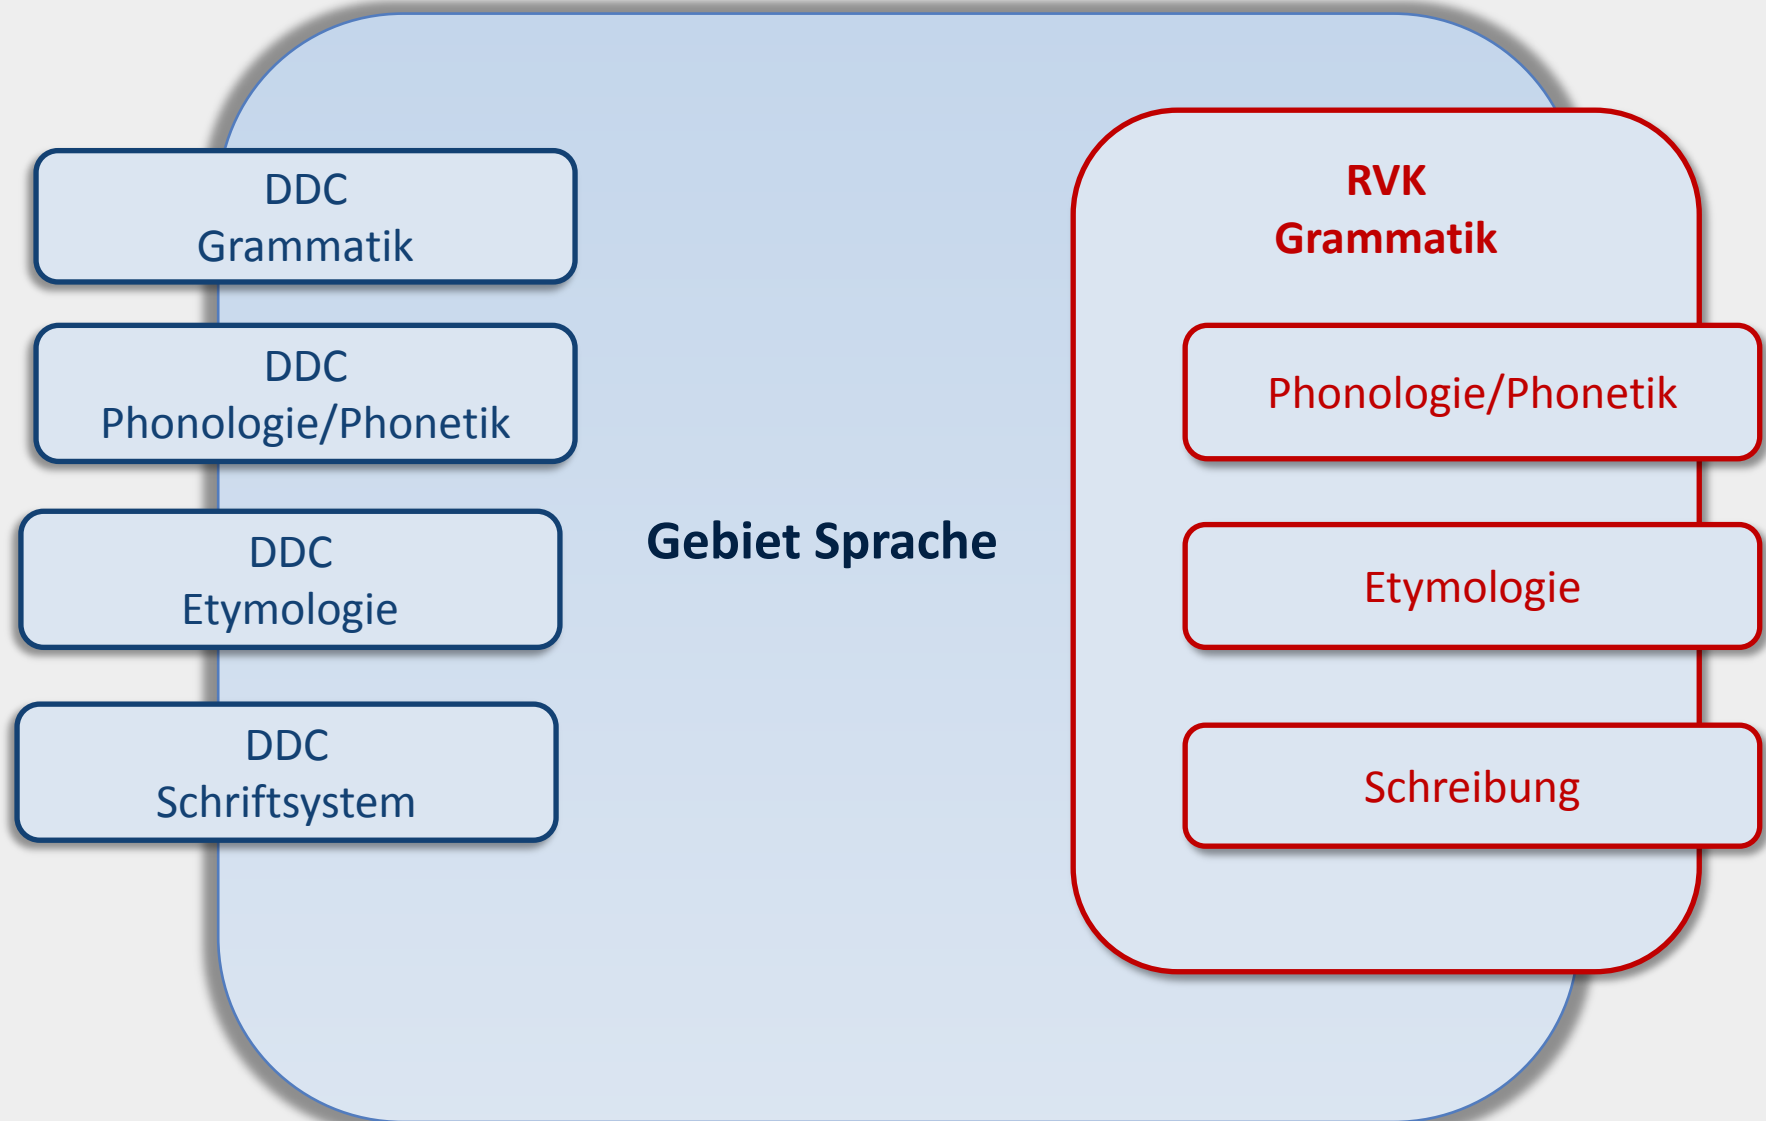 DDC
Grammatik
DDC
Phonologie/Phonetik
DDC
Etymologie
DDC
Schriftsystem
Gebiet Sprache
RVK
Grammatik
Phonologie/Phonetik
Etymologie
Schreibung